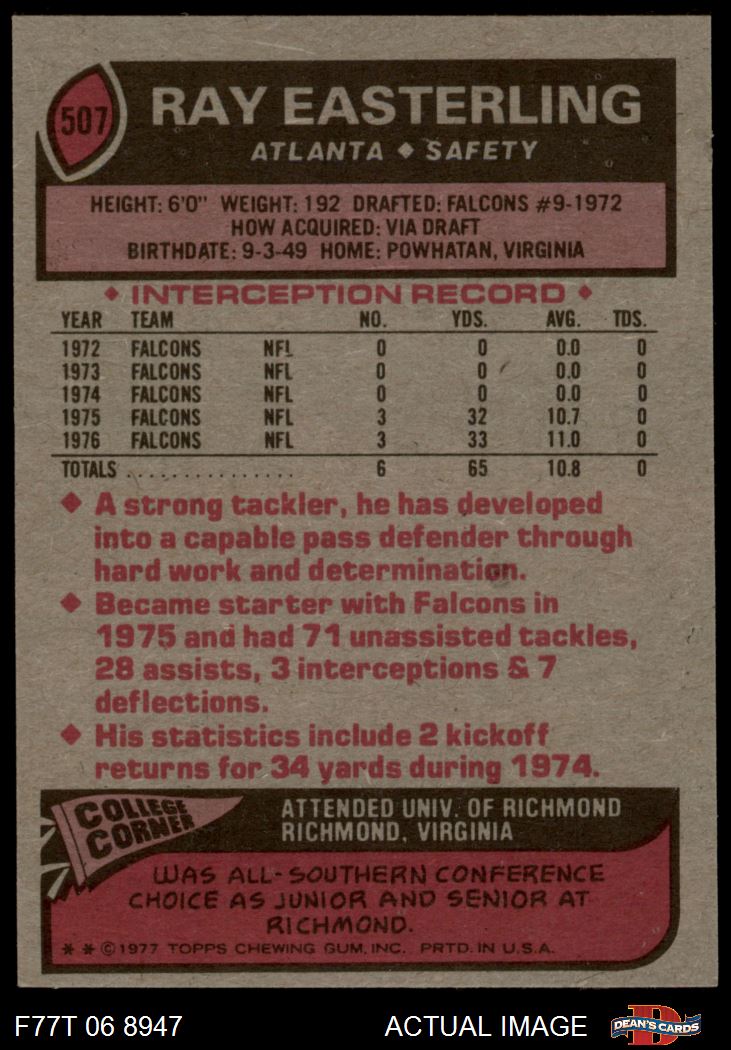 507
RAY EASTERLING
ATLANTA ◆ SAFETY
HEIGHT: 6'0" WEIGHT: 192 DRAFTED: FALCONS #9-1972
HOW ACQUIRED: VIA DRAFT
BIRTHDATE: 9-3-49 HOME: POWHATAN, VIRGINIA
◆ INTERCEPTION RECORD ◆
YEAR TEAM NO. YDS. AVG. TDS.
1972 FALCONS NFL 0 0 0.0 0
1973 FALCONS NFL 0 0 0.0 0
1974 FALCONS NFL 0 0 0.0 0
1975 FALCONS NFL 3 32 10.7 0
1976 FALCONS NFL 3 33 11.0 0
TOTALS .............. 6 65 10.8 0
◆ A strong tackler, he has developed
into a capable pass defender through
hard work and determination.
◆ Became starter with Falcons in
1975 and had 71 unassisted tackles,
28 assists, 3 interceptions & 7
deflections.
◆ His statistics include 2 kickoff
returns for 34 yards during 1974.
COLLEGE
CORNER
ATTENDED UNIV. OF RICHMOND
RICHMOND, VIRGINIA
WAS ALL-SOUTHERN CONFERENCE
CHOICE AS JUNIOR AND SENIOR AT
RICHMOND.
* * © 1977 TOPPS CHEWING GUM, INC. PRTD. IN U.S.A.
F77T 06 8947 ACTUAL IMAGE
DEAN'S CARDS